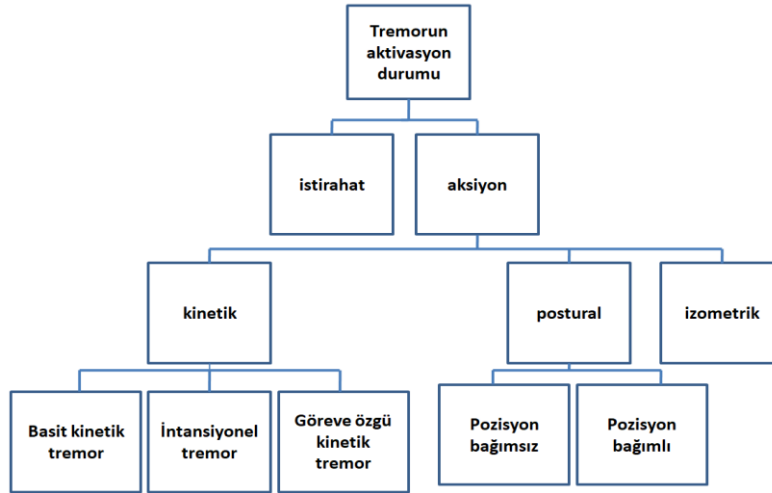 Tremorun
aktivasyon
durumu
istirahat
aksiyon
kinetik
postural
izometrik
Basit kinetik
tremor
İntansiyonel
tremor
Göreve özgü
kinetik
tremor
Pozisyon
bağımsız
Pozisyon
bağımlı